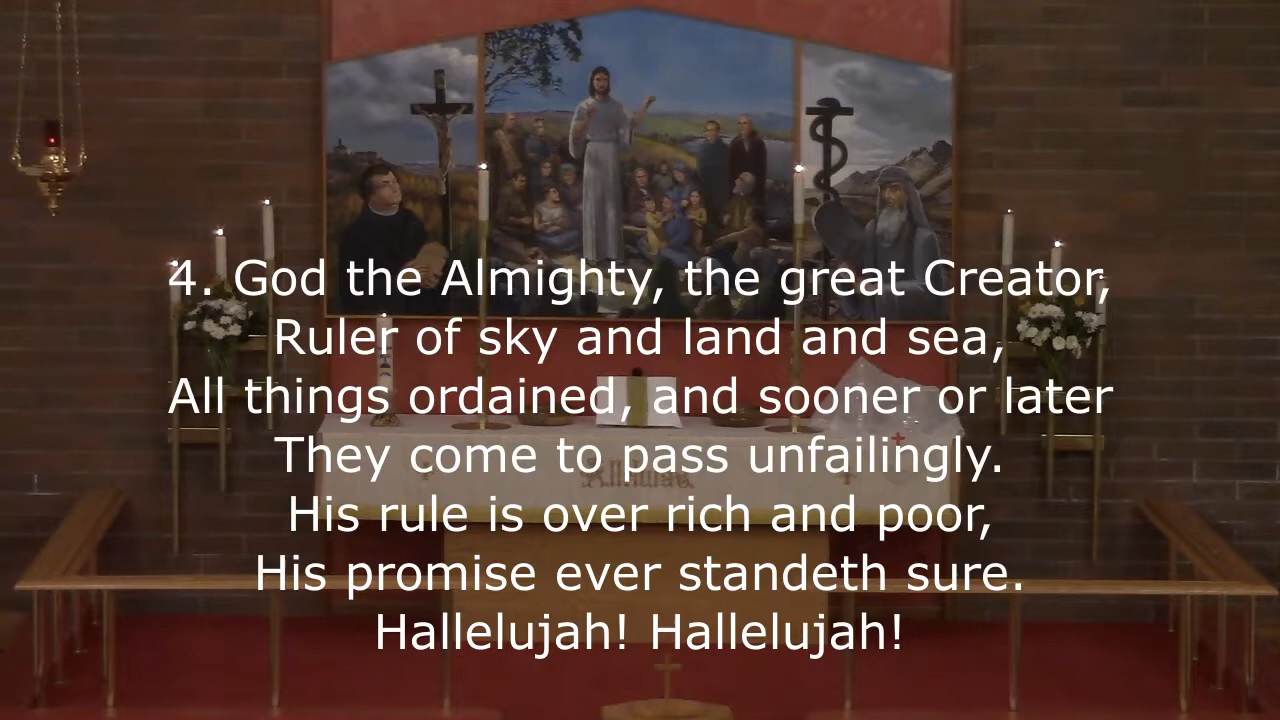 4. God the Almighty, the great Creator,
Ruler of sky and land and sea,
All things ordained, and sooner or later
They come to pass unfailingly.
His rule is over rich and poor,
His promise ever standeth sure.
Hallelujah! Hallelujah!